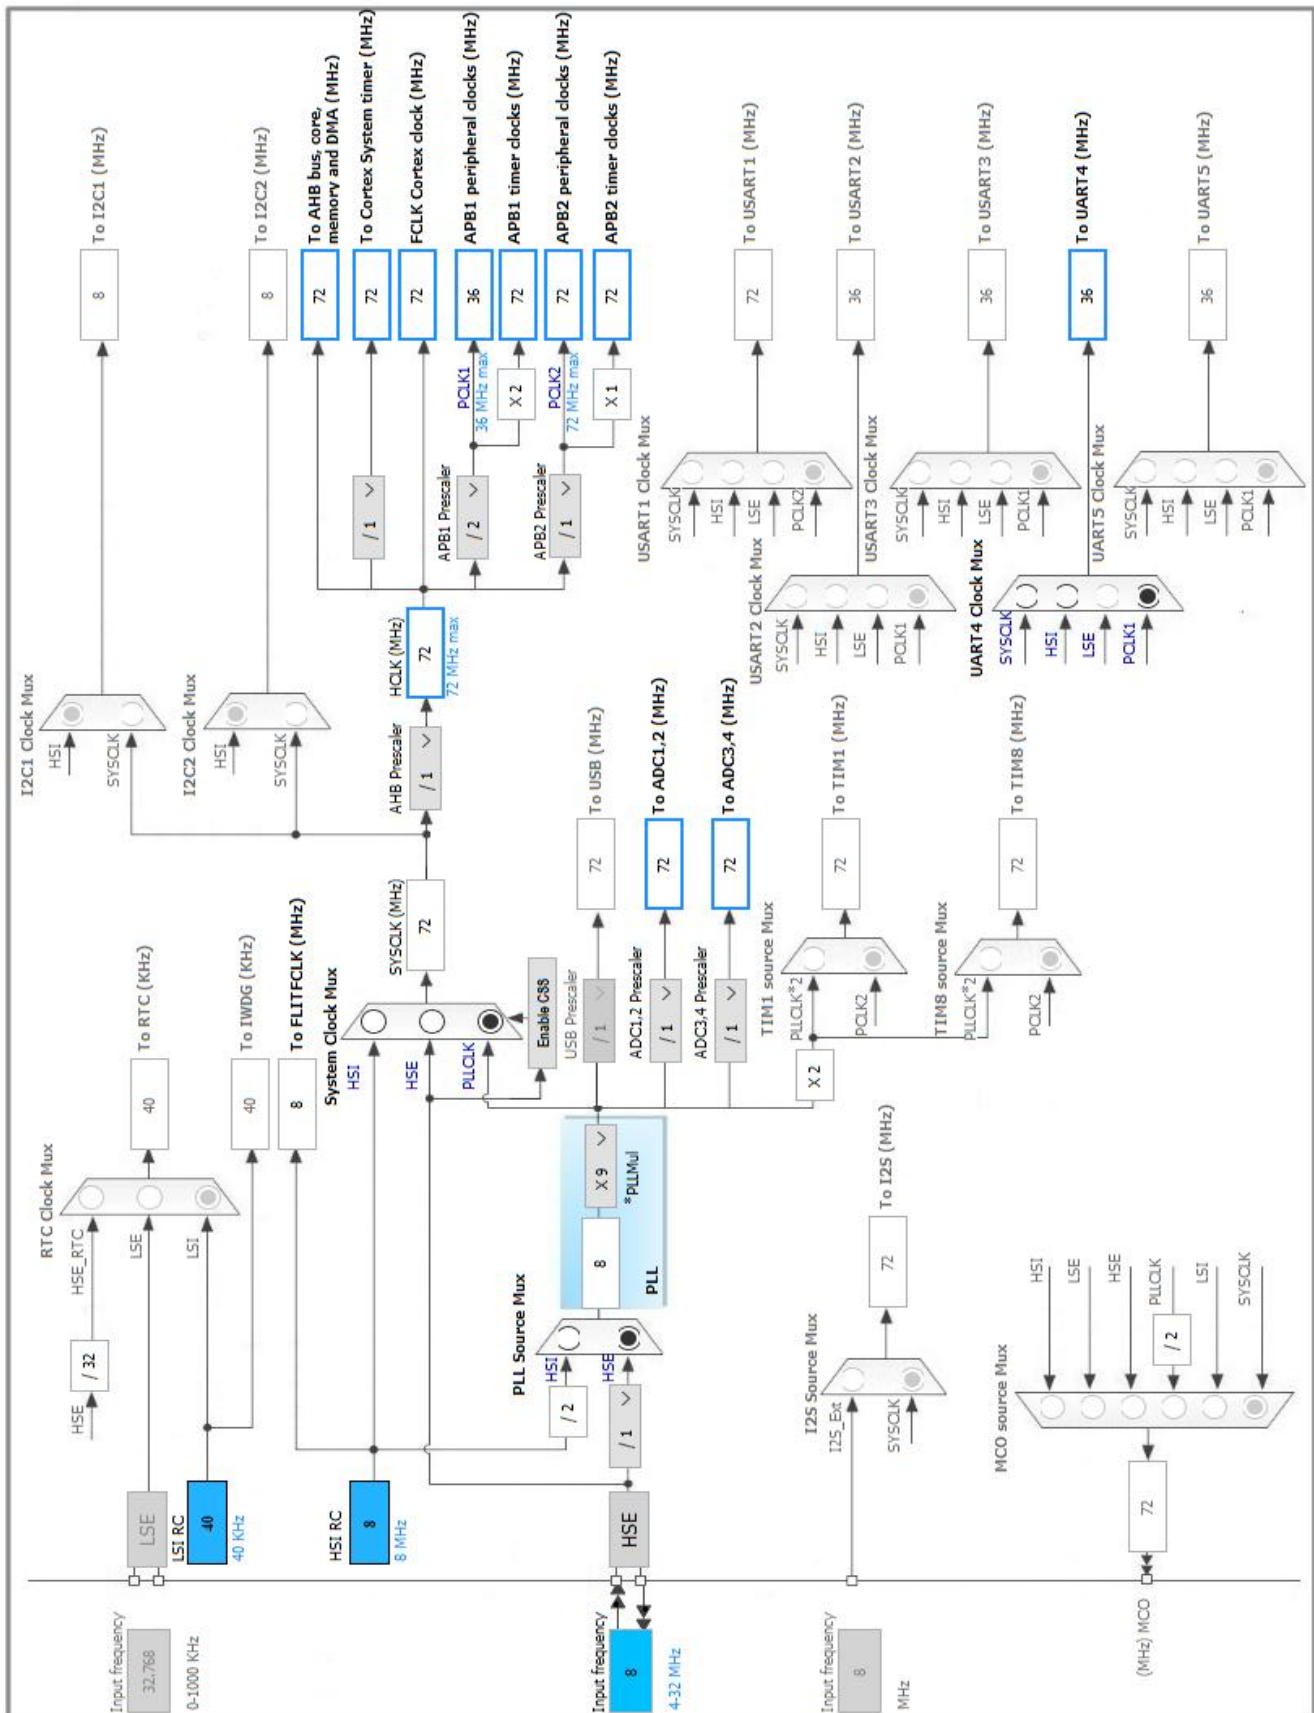 Input frequency
32.768
0-1000 KHz
LSE
LSI RC
40
40 KHz
HSE
/ 32
HSE_RTC
LSE
LSI
RTC Clock Mux
40
To RTC (KHz)
40
To IWDG (KHz)
HSI RC
8
8 MHz
8
To FLITFCLK (MHz)
Input frequency
8
4-32 MHz
HSE
/ 2
/ 1
HSI
HSE
PLL Source Mux
8
X 9
*PLLMul
PLL
System Clock Mux
HSI
HSE
PLLCLK
Enable CSS
SYSCLK (MHz)
72
AHB Prescaler
/ 1
HCLK (MHz)
72
72 MHz max
I2C1 Clock Mux
HSI
SYSCLK
8
To I2C1 (MHz)
I2C2 Clock Mux
HSI
SYSCLK
8
To I2C2 (MHz)
72
To AHB bus, core,
memory and DMA (MHz)
/ 1
72
To Cortex System timer (MHz)
72
FCLK Cortex clock (MHz)
APB1 Prescaler
/ 2
PCLK1
36 MHz max
36
APB1 peripheral clocks (MHz)
X 2
72
APB1 timer clocks (MHz)
APB2 Prescaler
/ 1
PCLK2
72 MHz max
72
APB2 peripheral clocks (MHz)
X 1
72
APB2 timer clocks (MHz)
USB Prescaler
/ 1
72
To USB (MHz)
ADC1,2 Prescaler
/ 1
72
To ADC1,2 (MHz)
ADC3,4 Prescaler
/ 1
72
To ADC3,4 (MHz)
X 2
TIM1 source Mux
PLLCLK*2
PCLK2
72
To TIM1 (MHz)
TIM8 source Mux
PLLCLK*2
PCLK2
72
To TIM8 (MHz)
USART1 Clock Mux
SYSCLK
HSI
LSE
PCLK2
72
To USART1 (MHz)
USART2 Clock Mux
SYSCLK
HSI
LSE
PCLK1
36
To USART2 (MHz)
USART3 Clock Mux
SYSCLK
HSI
LSE
PCLK1
36
To USART3 (MHz)
UART4 Clock Mux
SYSCLK
HSI
LSE
PCLK1
36
To UART4 (MHz)
UART5 Clock Mux
SYSCLK
HSI
LSE
PCLK1
36
To UART5 (MHz)
Input frequency
8
MHz
I2S Source Mux
I2S_Ext
SYSCLK
72
To I2S (MHz)
MCO source Mux
(MHz) MCO
72
HSI
LSE
HSE
PLLCLK
/ 2
LSI
SYSCLK